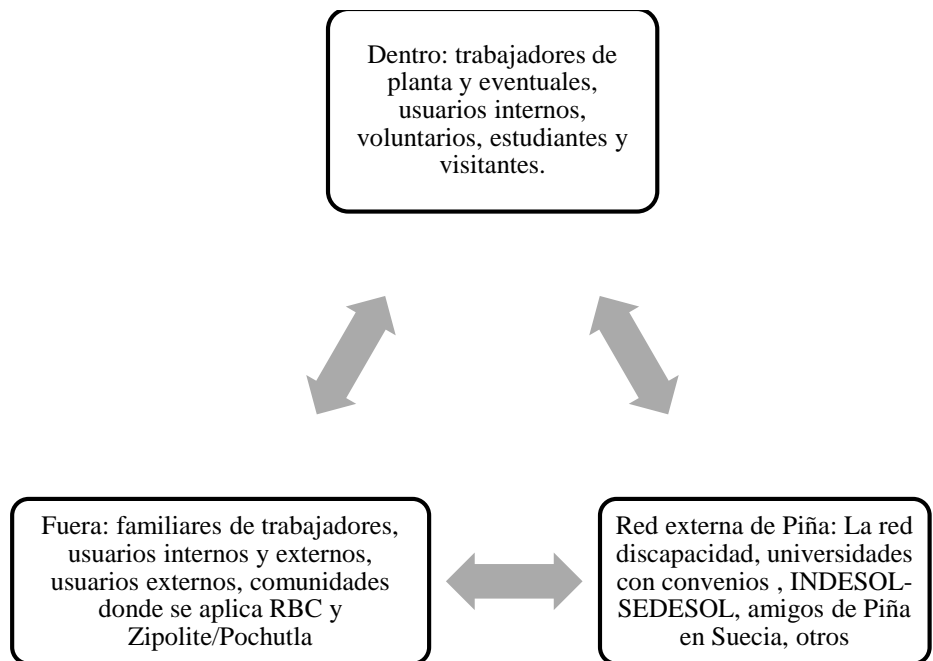 Dentro: trabajadores de
planta y eventuales,
usuarios internos,
voluntarios, estudiantes y
visitantes.
Fuera: familiares de trabajadores,
usuarios internos y externos,
usuarios externos, comunidades
donde se aplica RBC y
Zipolite/Pochutla
Red externa de Piña: La red
discapacidad, universidades
con convenios , INDESOL-
SEDESOL, amigos de Piña
en Suecia, otros